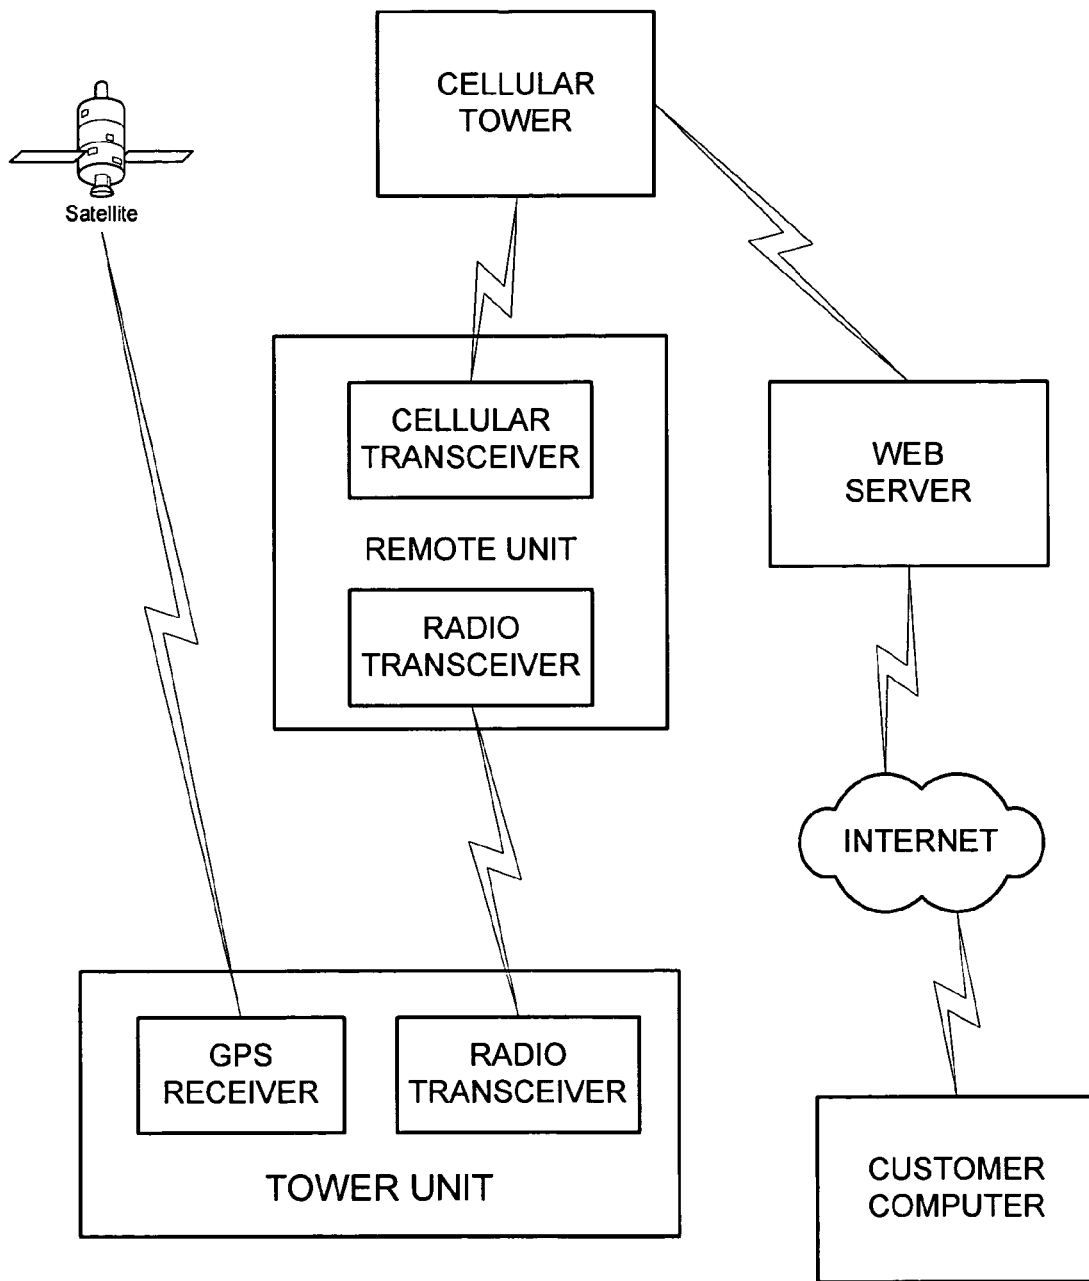 CELLULAR
TOWER
Satellite
CELLULAR
TRANSCEIVER
WEB
SERVER
REMOTE UNIT
RADIO
TRANSCEIVER
INTERNET
GPS
RECEIVER
RADIO
TRANSCEIVER
TOWER UNIT
CUSTOMER
COMPUTER